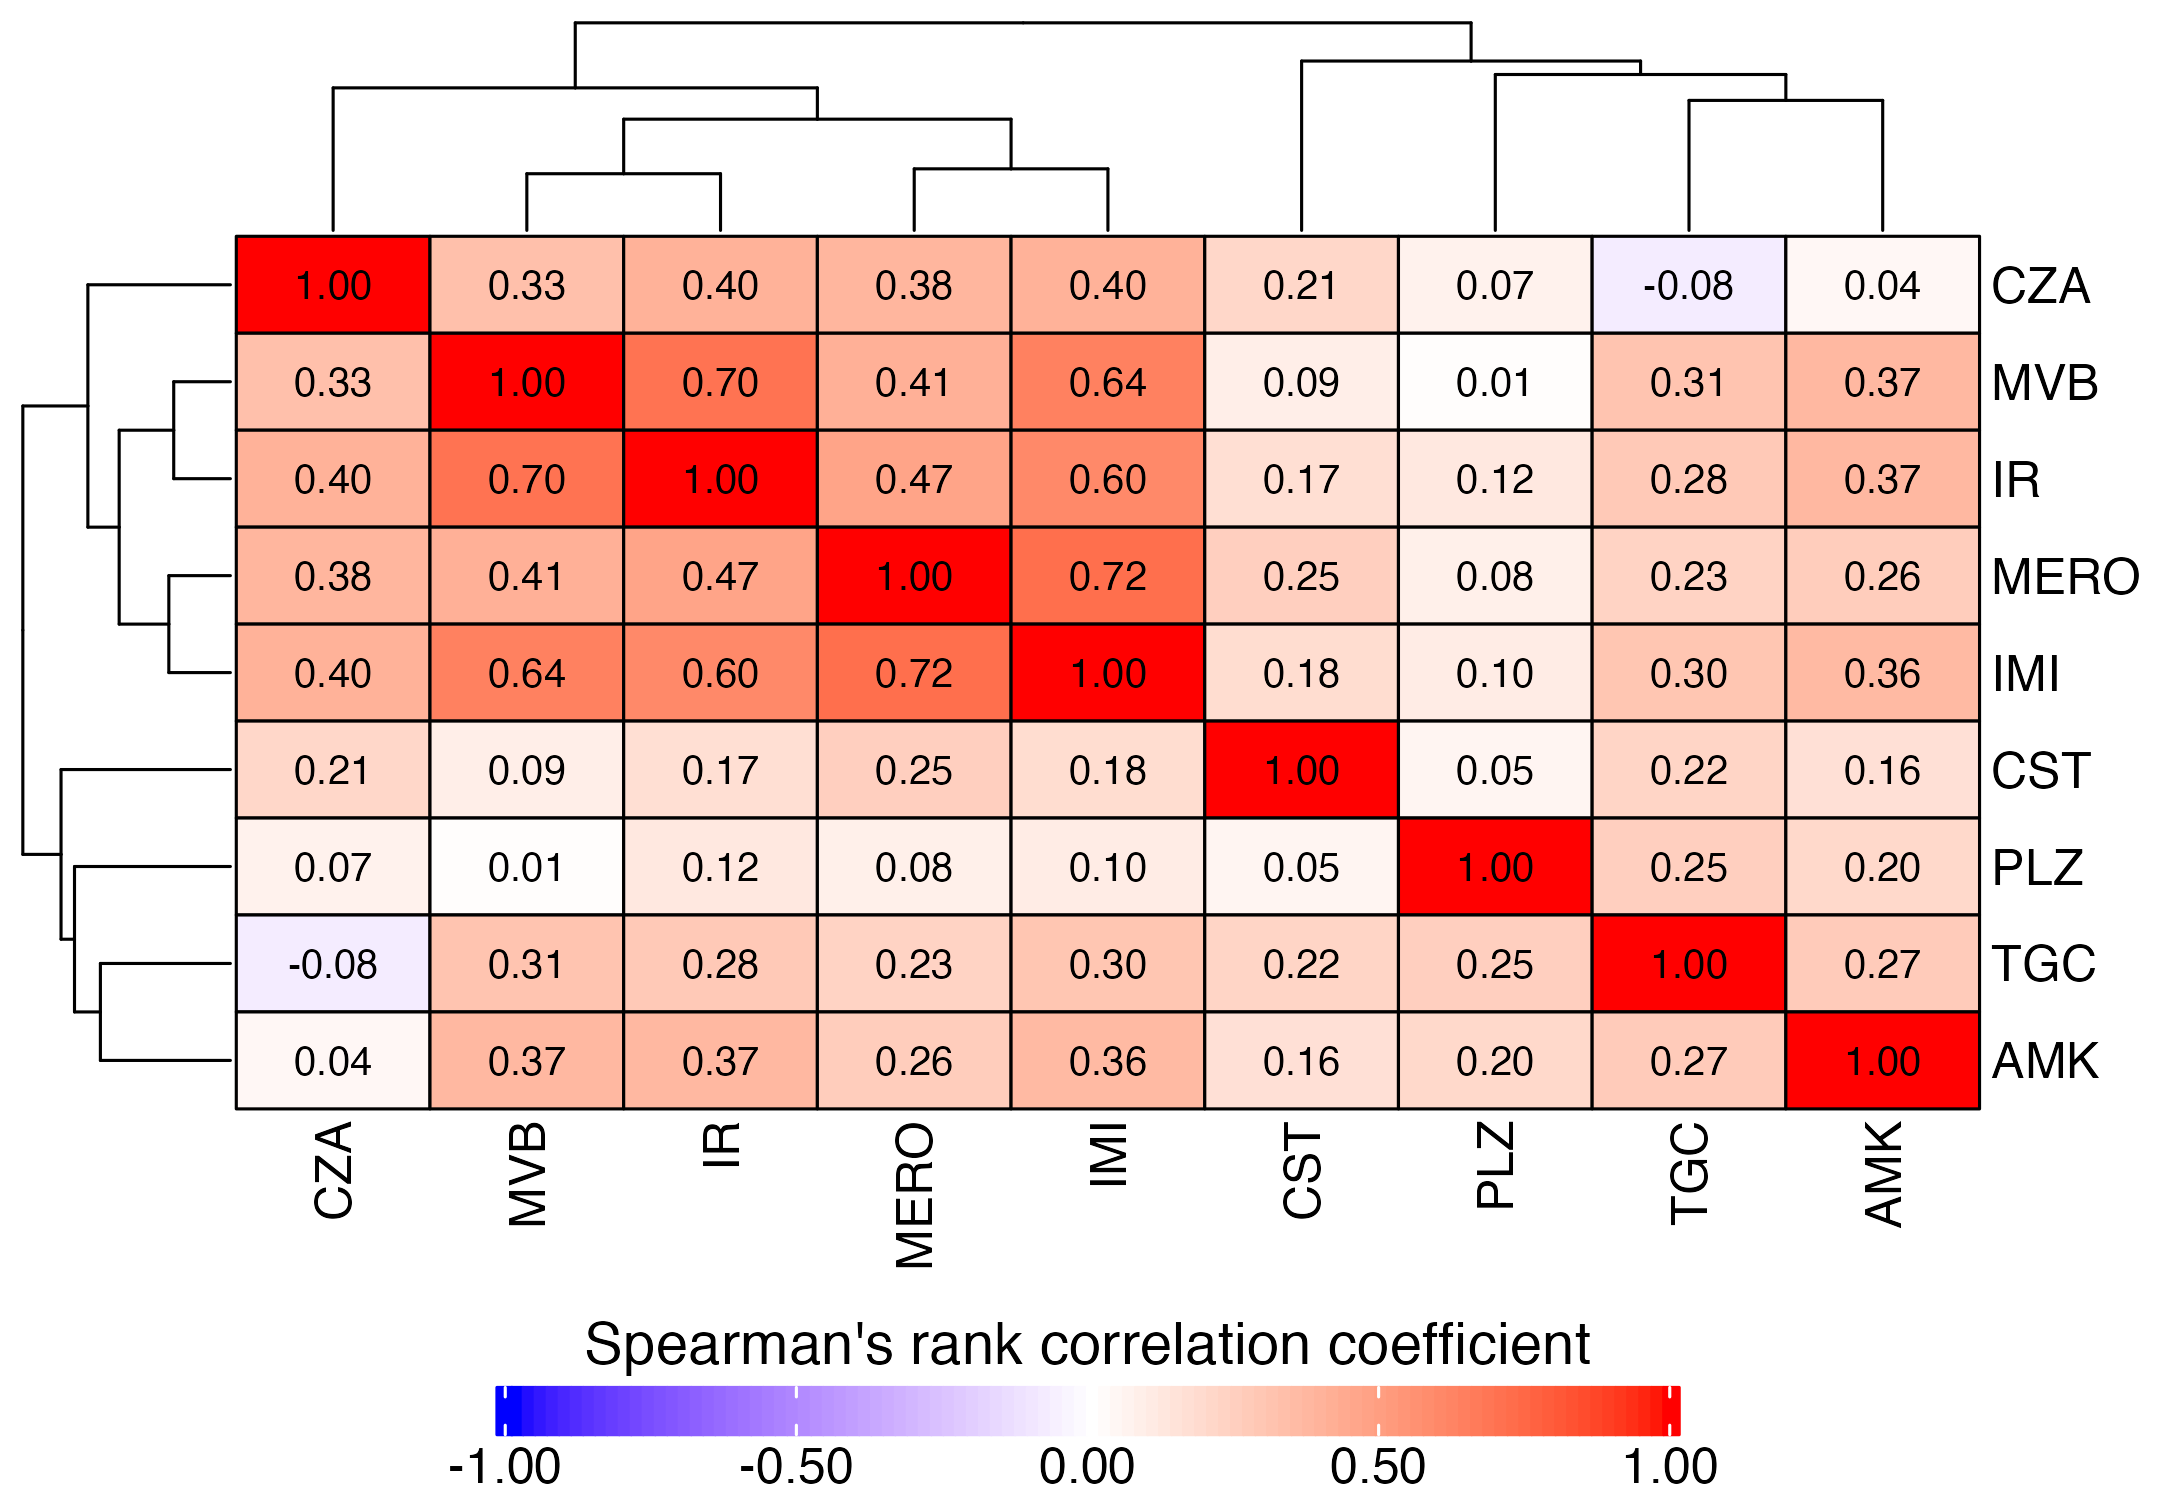 1.00 0.33 0.40 0.38 0.40 0.21 0.07 -0.08 0.04 CZA
0.33 1.00 0.70 0.41 0.64 0.09 0.01 0.31 0.37 MVB
0.40 0.70 1.00 0.47 0.60 0.17 0.12 0.28 0.37 IR
0.38 0.41 0.47 1.00 0.72 0.25 0.08 0.23 0.26 MERO
0.40 0.64 0.60 0.72 1.00 0.18 0.10 0.30 0.36 IMI
0.21 0.09 0.17 0.25 0.18 1.00 0.05 0.22 0.16 CST
0.07 0.01 0.12 0.08 0.10 0.05 1.00 0.25 0.20 PLZ
-0.08 0.31 0.28 0.23 0.30 0.22 0.25 1.00 0.27 TGC
0.04 0.37 0.37 0.26 0.36 0.16 0.20 0.27 1.00 AMK
CZA MVB IR MERO IMI CST PLZ TGC AMK
Spearman's rank correlation coefficient
-1.00 -0.50 0.00 0.50 1.00